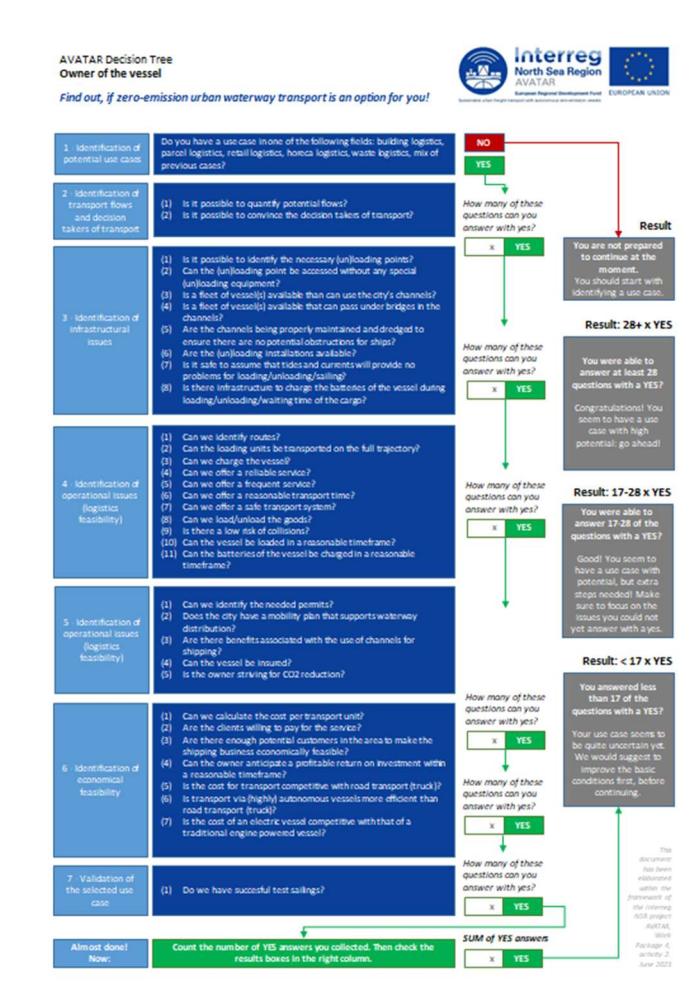 AVATAR Decision Tree
Owner of the vessel
Find out, if zero-emission urban waterway transport is an option for you!
Interreg
North Sea Region
AVATAR
European Regional Development Fund
EUROPEAN UNION
Sustainable urban freight transport with autonomous zero-emission vessels
1 - Identification of
potential use cases
Do you have a use case in one of the following fields: building logistics,
parcel logistics, retail logistics, horeca logistics, waste logistics, mix of
previous cases?
NO
YES
2 - Identification of
transport flows
and decision
takers of transport
(1) Is it possible to quantify potential flows?
(2) Is it possible to convince the decision takers of transport?
How many of these
questions can you
answer with yes?
x YES
Result
You are not prepared
to continue at the
moment.
You should start with
identifying a use case.
3 - Identification of
infrastructural
issues
(1) Is it possible to identify the necessary (un)loading points?
(2) Can the (un)loading point be accessed without any special
(un)loading equipment?
(3) Is a fleet of vessel(s) available than can use the city's channels?
(4) Is a fleet of vessel(s) available that can pass under bridges in the
channels?
(5) Are the channels being properly maintained and dredged to
ensure there are no potential obstructions for ships?
(6) Are the (un)loading installations available?
(7) Is it safe to assume that tides and currents will provide no
problems for loading/unloading/sailing?
(8) Is there infrastructure to charge the batteries of the vessel during
loading/unloading/waiting time of the cargo?
How many of these
questions can you
answer with yes?
x YES
Result: 28+ x YES
You were able to
answer at least 28
questions with a YES?
Congratulations! You
seem to have a use
case with high
potential: go ahead!
4 - Identification of
operational issues
(logistics
feasibility)
(1) Can we identify routes?
(2) Can the loading units be transported on the full trajectory?
(3) Can we charge the vessel?
(4) Can we offer a reliable service?
(5) Can we offer a frequent service?
(6) Can we offer a reasonable transport time?
(7) Can we offer a safe transport system?
(8) Can we load/unload the goods?
(9) Is there a low risk of collisions?
(10) Can the vessel be loaded in a reasonable timeframe?
(11) Can the batteries of the vessel be charged in a reasonable
timeframe?
How many of these
questions can you
answer with yes?
x YES
Result: 17-28 x YES
You were able to
answer 17-28 of the
questions with a YES?
Good! You seem to
have a use case with
potential, but extra
steps needed! Make
sure to focus on the
issues you could not
yet answer with a yes.
5 - Identification of
operational issues
(logistics
feasibility)
(1) Can we identify the needed permits?
(2) Does the city have a mobility plan that supports waterway
distribution?
(3) Are there benefits associated with the use of channels for
shipping?
(4) Can the vessel be insured?
(5) Is the owner striving for CO2 reduction?
How many of these
questions can you
answer with yes?
x YES
Result: < 17 x YES
You answered less
than 17 of the
questions with a YES?
Your use case seems to
be quite uncertain yet.
We would suggest to
improve the basic
conditions first, before
continuing.
6 - Identification of
economical
feasibility
(1) Can we calculate the cost per transport unit?
(2) Are the clients willing to pay for the service?
(3) Are there enough potential customers in the area to make the
shipping business economically feasible?
(4) Can the owner anticipate a profitable return on investment within
a reasonable timeframe?
(5) Is the cost for transport competitive with road transport (truck)?
(6) Is transport via (highly) autonomous vessels more efficient than
road transport (truck)?
(7) Is the cost of an electric vessel competitive with that of a
traditional engine powered vessel?
How many of these
questions can you
answer with yes?
x YES
7 - Validation of
the selected use
case
(1) Do we have succesful test sailings?
How many of these
questions can you
answer with yes?
x YES
Almost done!
Now:
Count the number of YES answers you collected. Then check the
results boxes in the right column.
SUM of YES answers
x YES
This
document
has been
elaborated
within the
framework of
the Interreg
NSR project
AVATAR,
Work
Package 4,
activity 2.
June 2023